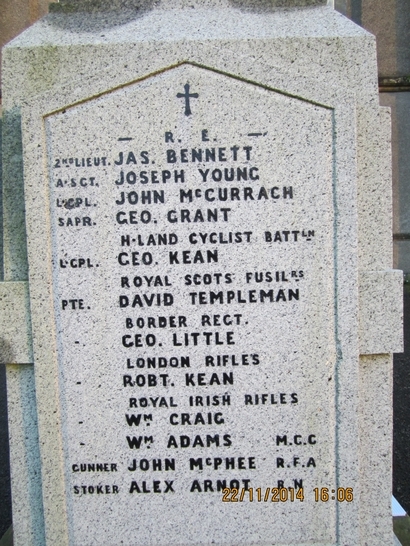 — R. E. —
2ND LIEUT. JAS. BENNETT
A-SGT. JOSEPH YOUNG
L-CPL. JOHN McCURRACH
SAPR. GEO. GRANT
H-LAND CYCLIST BATTLN
L-CPL. GEO. KEAN
ROYAL SCOTS FUSILRS
PTE. DAVID TEMPLEMAN
BORDER REGT.
- GEO. LITTLE
LONDON RIFLES
- ROBT. KEAN
ROYAL IRISH RIFLES
- WM CRAIG
- WM ADAMS M.C.C
GUNNER JOHN McPHEE R.F.A
STOKER ALEX ARNOT R.N
22/11/2014 16:06